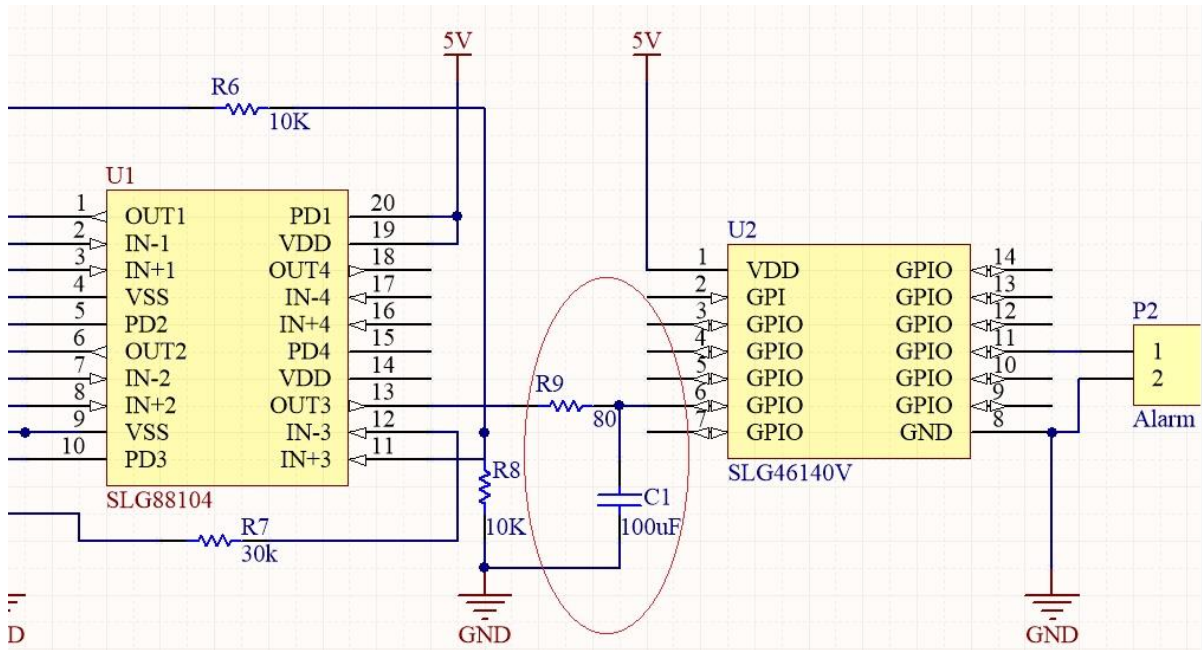 5V
5V
R6
10K
U1
1 OUT1 PD1 20
2 IN-1 VDD 19
3 IN+1 OUT4 18
4 VSS IN-4 17
5 PD2 IN+4 16
6 OUT2 PD4 15
7 IN-2 VDD 14
8 IN+2 OUT3 13
9 VSS IN-3 12
10 PD3 IN+3 11
SLG88104
R7
30k
R8
10K
GND
R9
80
C1
100uF
U2
1 VDD GPIO 14
2 GPI GPIO 13
3 GPIO GPIO 12
4 GPIO GPIO 11
5 GPIO GPIO 10
6 GPIO GPIO 9
7 GPIO GND 8
SLG46140V
P2
1
2
Alarm
GND